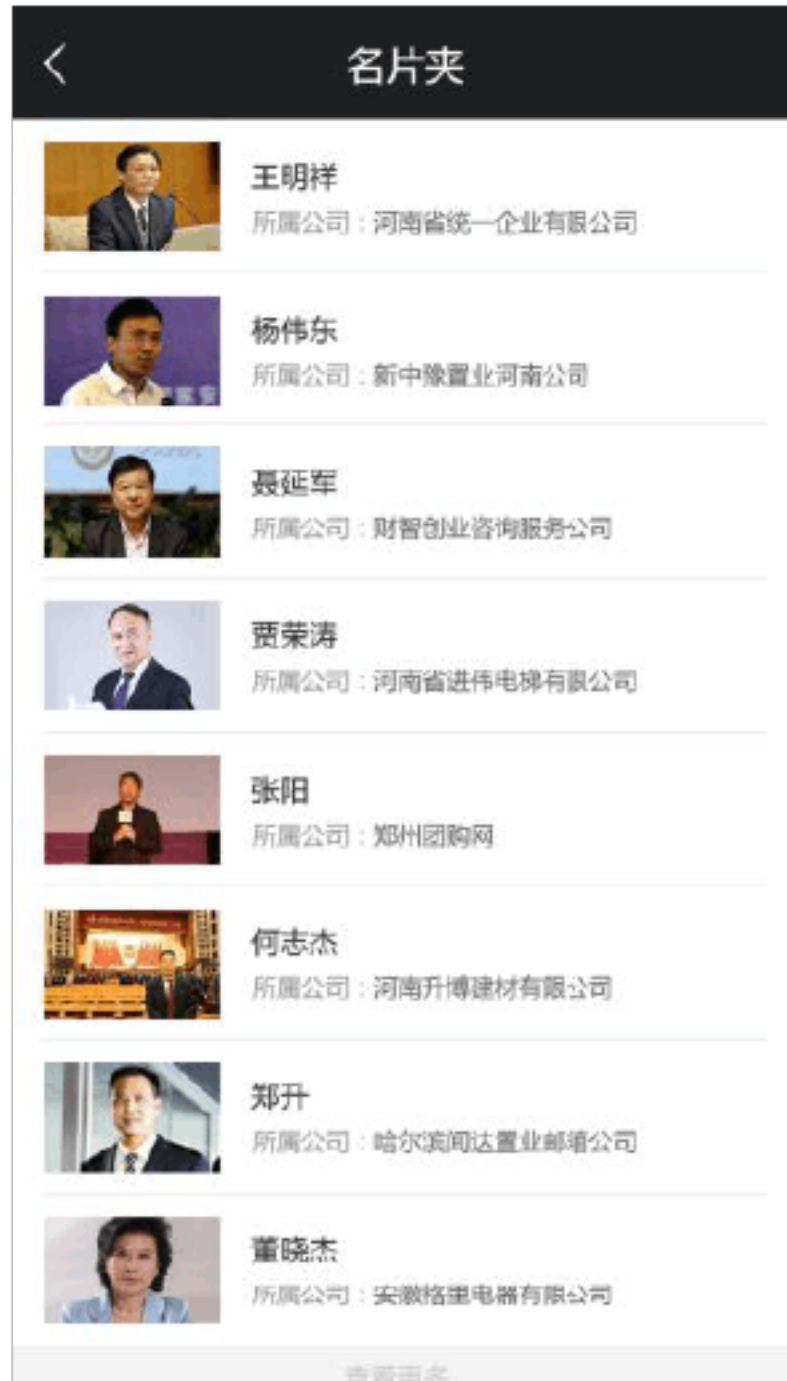 名片夹
王明祥
所属公司：河南省统一企业有限公司
杨伟东
所属公司：新中豫置业河南公司
聂延军
所属公司：财智创业咨询服务公司
贾荣涛
所属公司：河南省进伟电梯有限公司
张阳
所属公司：郑州团购网
何志杰
所属公司：河南升博建材有限公司
郑升
所属公司：哈尔滨闻达置业邮箱公司
董晓杰
所属公司：安徽格里电器有限公司
查看更多